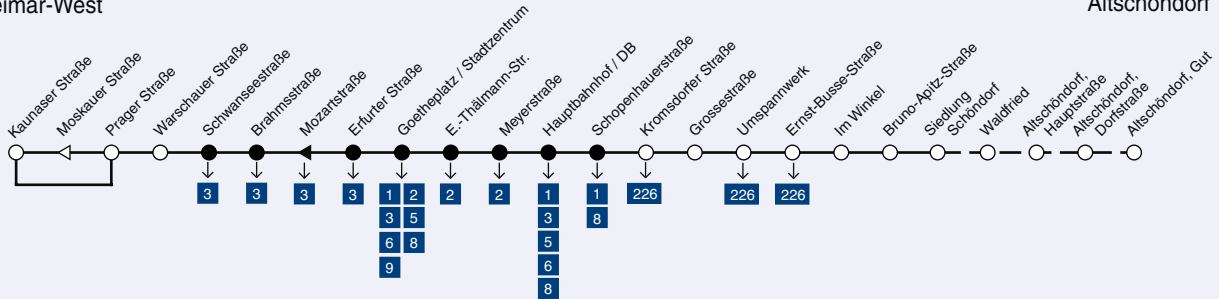 eimar-West
Altschöndorf
Kaunaser Straße
Moskauer Straße
Prager Straße
Warschauer Straße
Schwanseestraße
Brahmsstraße
Mozartstraße
Erfurter Straße
Goetheplatz / Stadtzentrum
E.-Thälmann-Str.
Meyerstraße
Hauptbahnhof / DB
Schopenhauerstraße
Kromsdorfer Straße
Grossestraße
Umspannwerk
Ernst-Busse-Straße
Im Winkel
Bruno-Apitz-Straße
Siedlung
Schöndorf
Waldfried
Altschöndorf,
Hauptstraße
Altschöndorf,
Dorfstraße
Altschöndorf, Gut
3 3 3 3 1 2 2 2 1 1 226 226 226
3 5 3 8
6 8 5
9 6
8